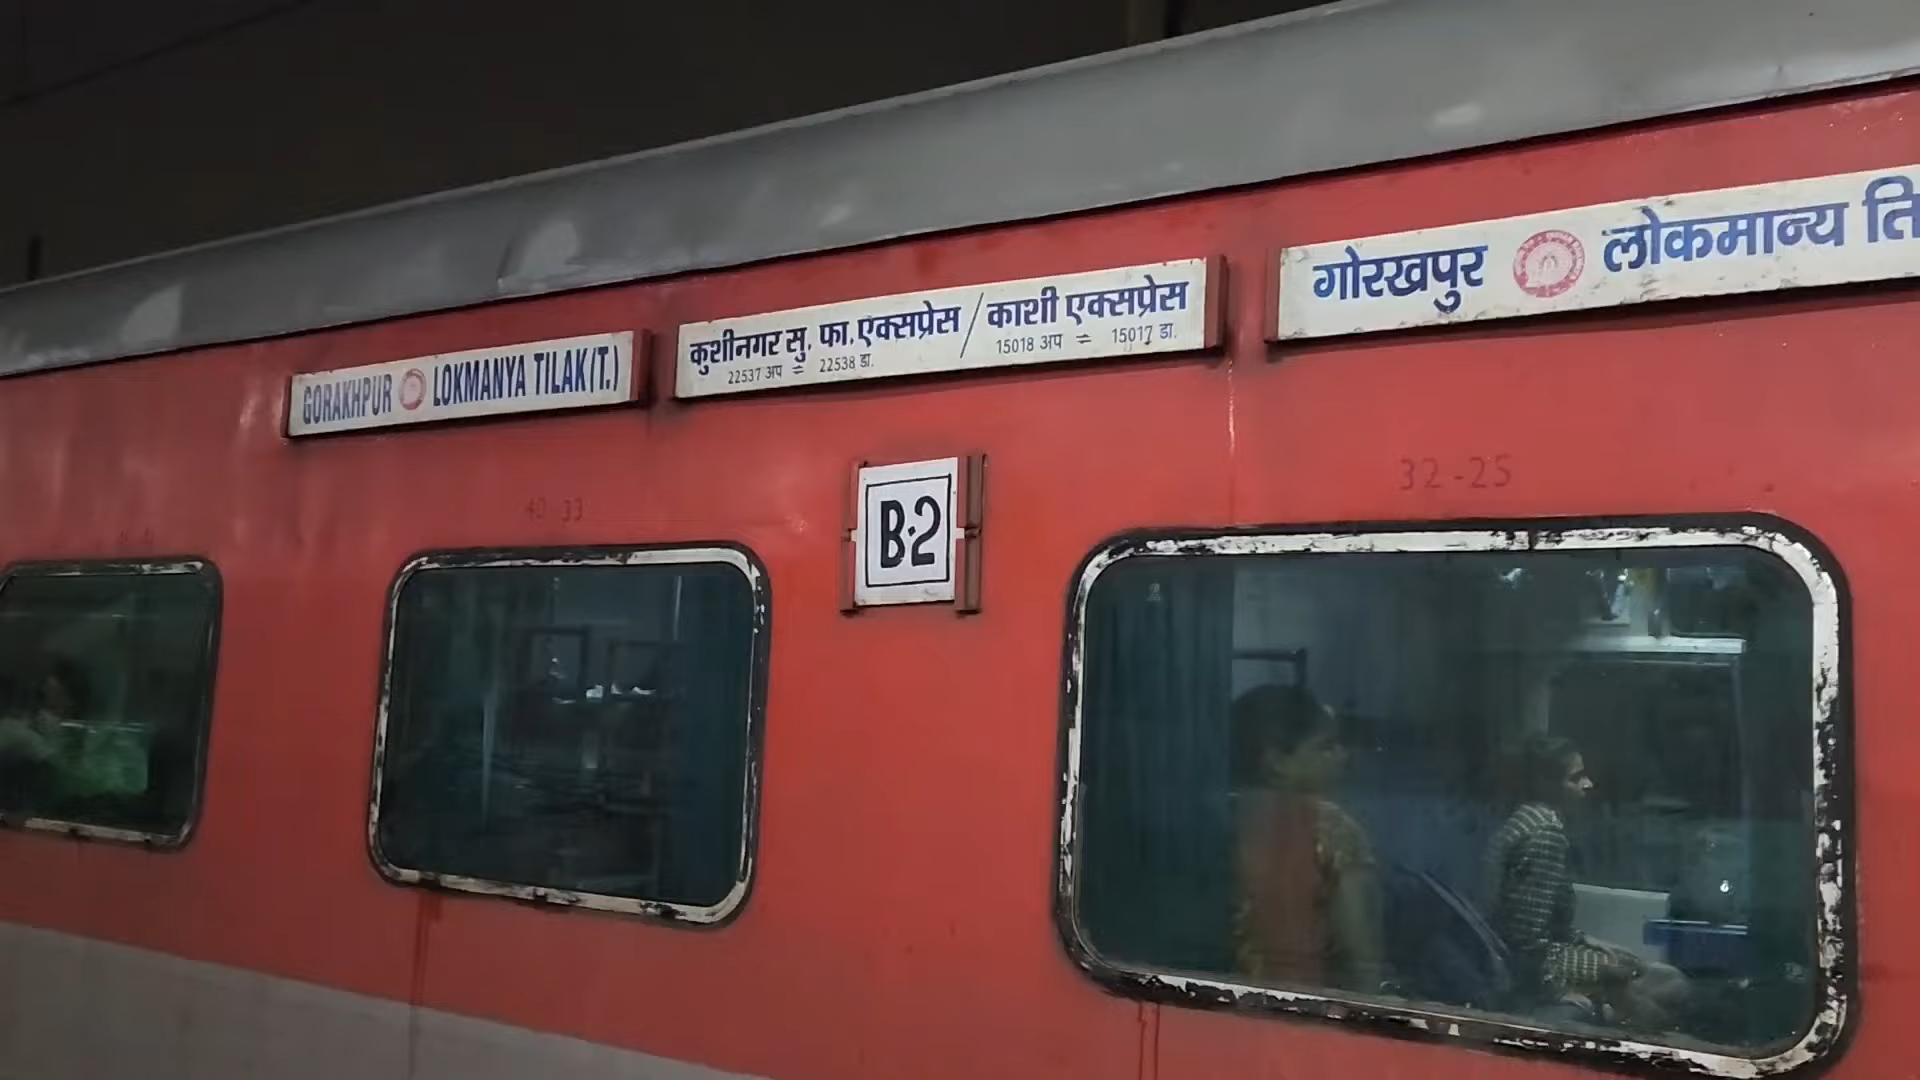 GORAKHPUR LOKMANYA TILAK(T.)
कुशीनगर सु. फा. एक्सप्रेस / काशी एक्सप्रेस
22537 अप ⇌ 22538 डा. 15018 अप ⇌ 15017 डा.
गोरखपुर लोकमान्य ति
B-2
40-33
32-25